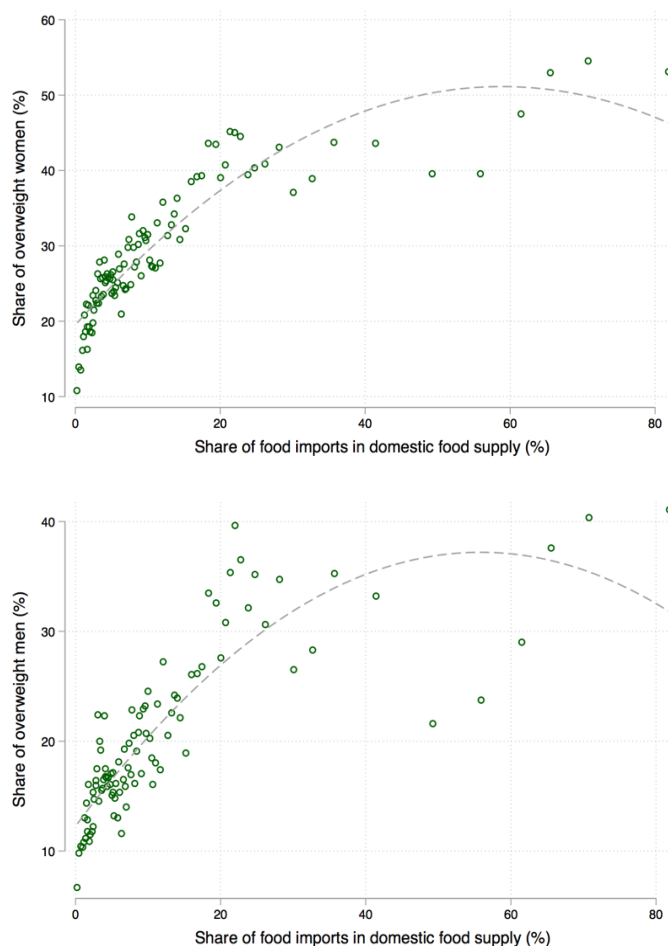 60
50
40
30
20
10
Share of overweight women (%)
0 20 40 60 80
Share of food imports in domestic food supply (%)
40
30
20
10
Share of overweight men (%)
0 20 40 60 80
Share of food imports in domestic food supply (%)